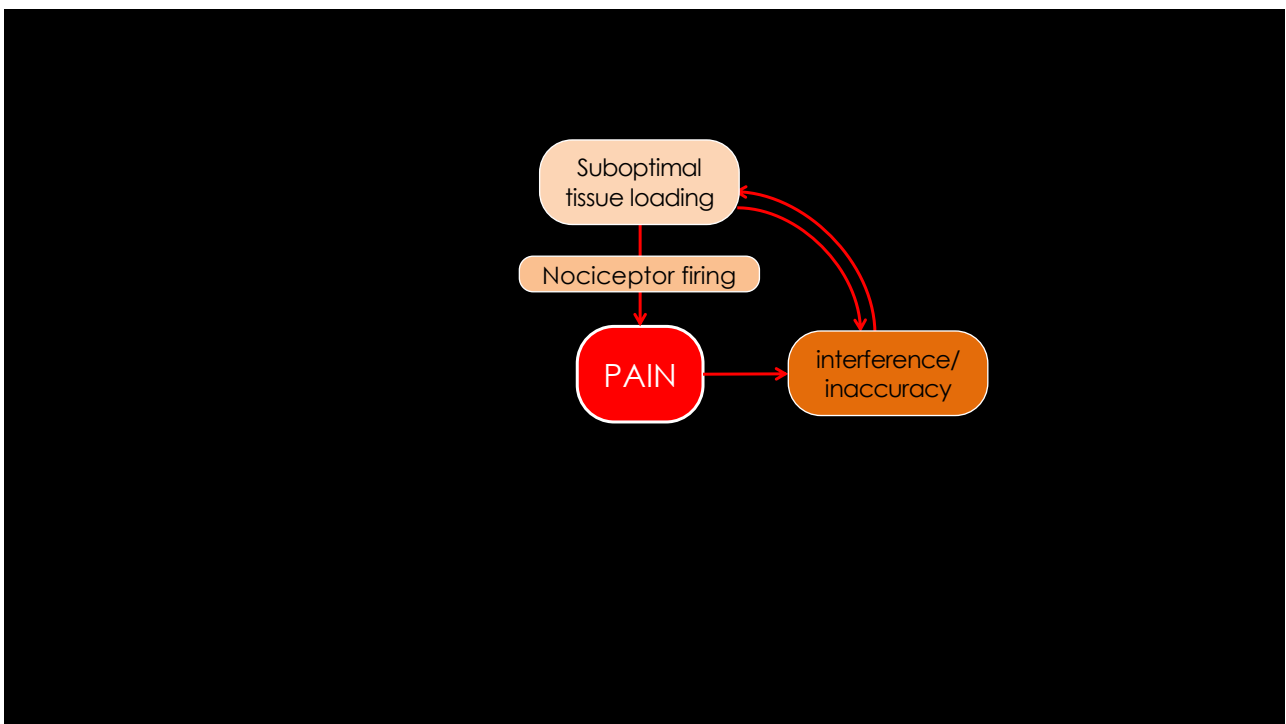 Suboptimal
tissue loading
Nociceptor firing
PAIN
interference/
inaccuracy